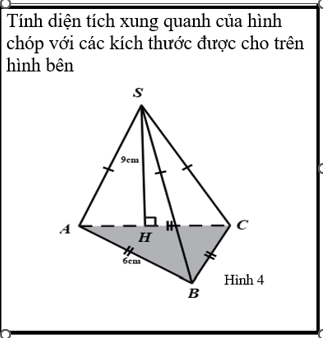 Tính diện tích xung quanh của hình
chóp với các kích thước được cho trên
hình bên
S
9cm
A
H
C
6cm
B
Hình 4